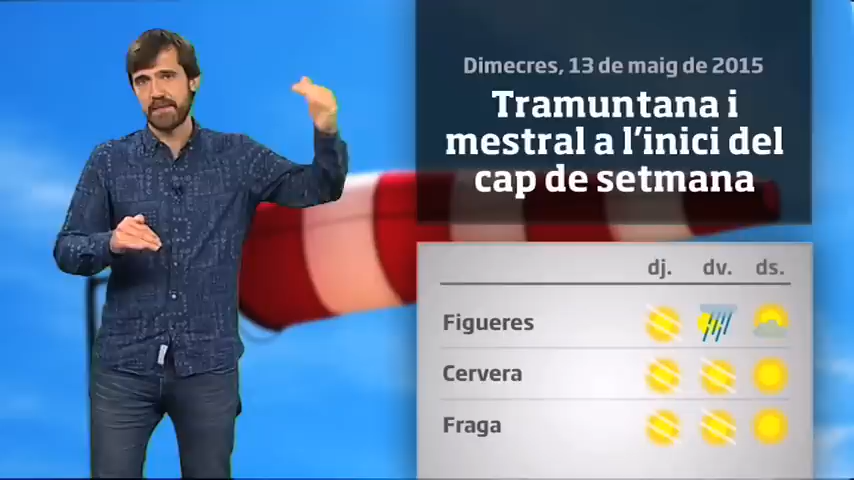 Dimecres, 13 de maig de 2015
Tramuntana i
mestral a l'inici del
cap de setmana
dj. dv. ds.
Figueres
Cervera
Fraga